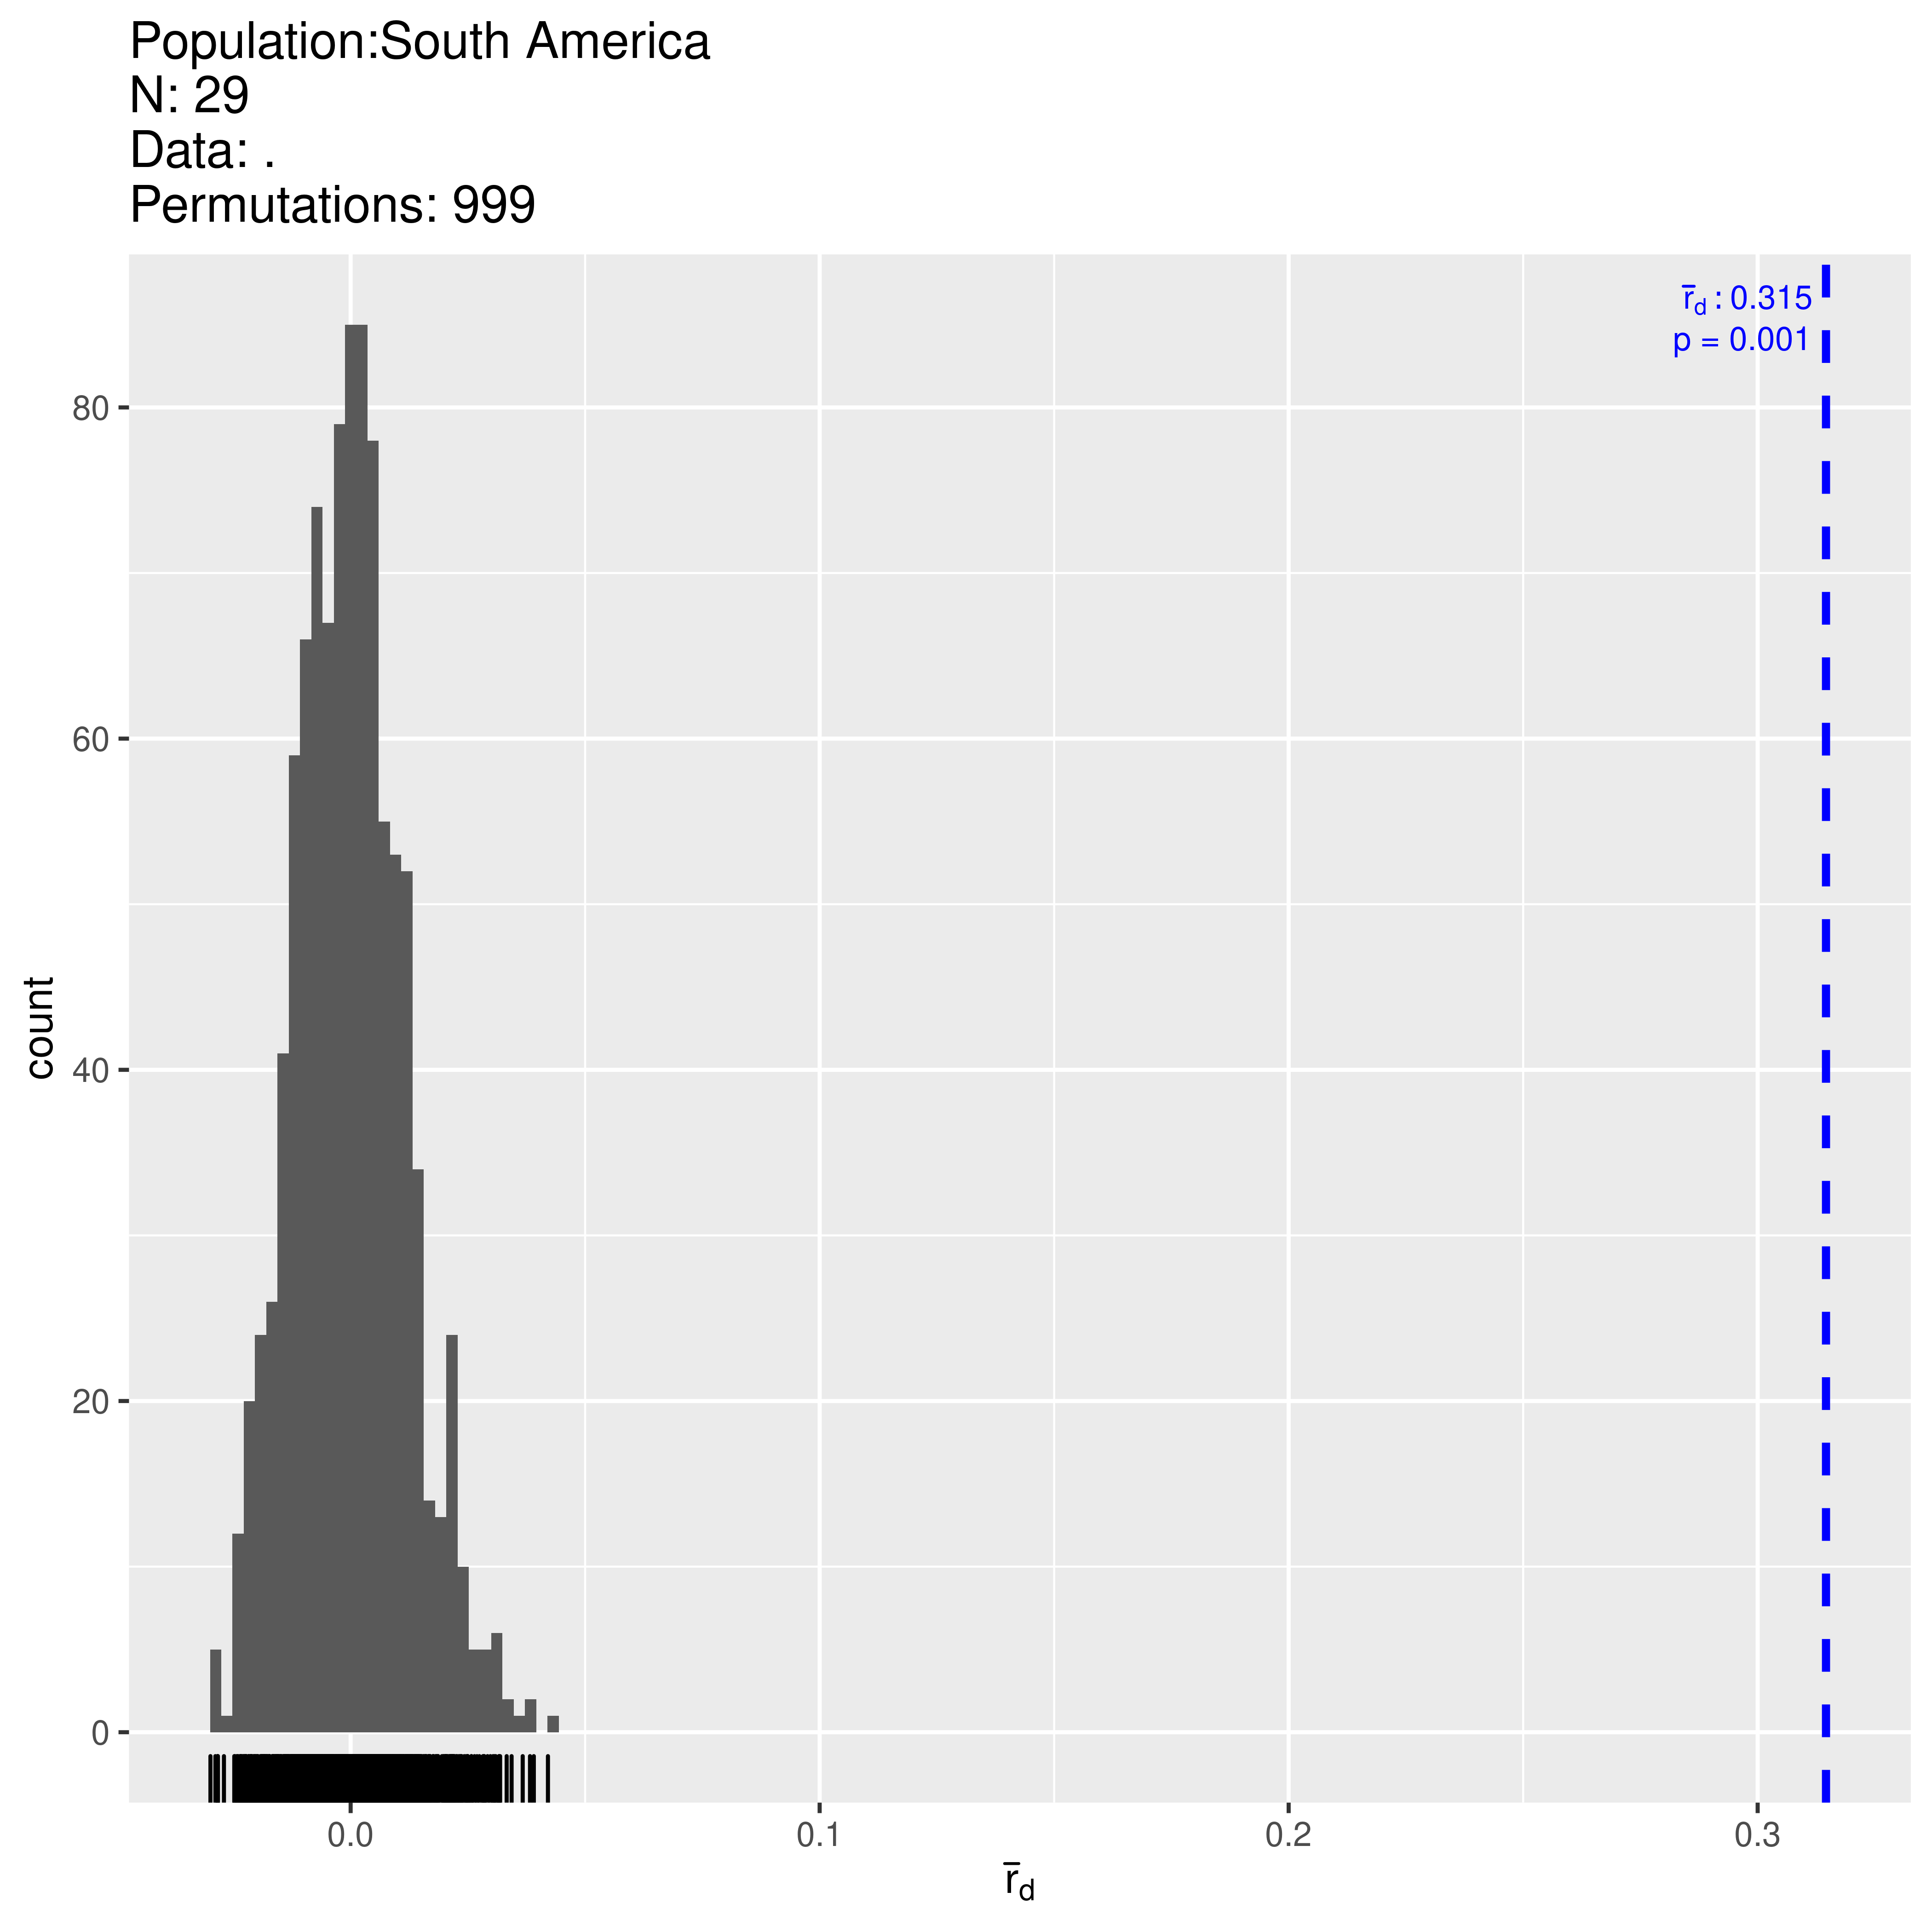 Population:South America
N: 29
Data: .
Permutations: 999
r̄d : 0.315
p = 0.001
80
60
40
20
0
count
0.0
0.1
0.2
0.3
r̄d